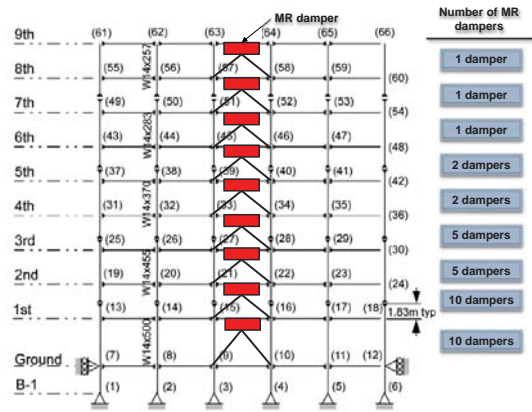 MR damper
Number of MR
dampers
9th (61) (62) (63) (64) (65) (66)
W14x257
1 damper
8th (55) (56) (57) (58) (59) (60)
1 damper
7th (49) (50) (51) (52) (53) (54)
W14x283
1 damper
6th (43) (44) (45) (46) (47) (48)
2 dampers
5th (37) (38) (39) (40) (41) (42)
W14x370
2 dampers
4th (31) (32) (33) (34) (35) (36)
5 dampers
3rd (25) (26) (27) (28) (29) (30)
W14x455
5 dampers
2nd (19) (20) (21) (22) (23) (24)
10 dampers
1st (13) (14) (15) (16) (17) (18)
1.83m typ
W14x500
10 dampers
Ground (7) (8) (9) (10) (11) (12)
B-1 (1) (2) (3) (4) (5) (6)